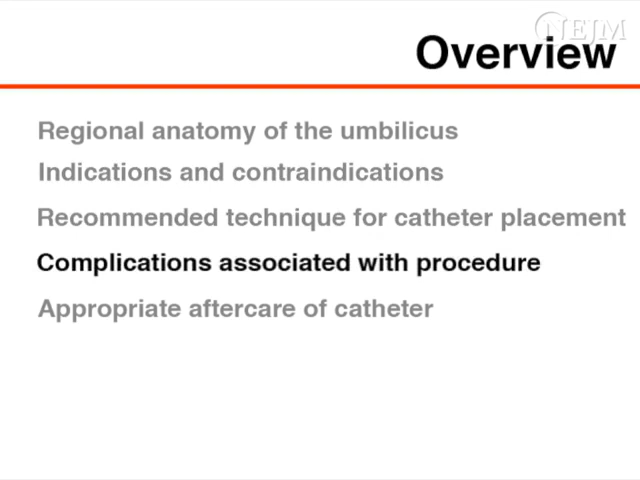 NEJM
Overview
Regional anatomy of the umbilicus
Indications and contraindications
Recommended technique for catheter placement
Complications associated with procedure
Appropriate aftercare of catheter